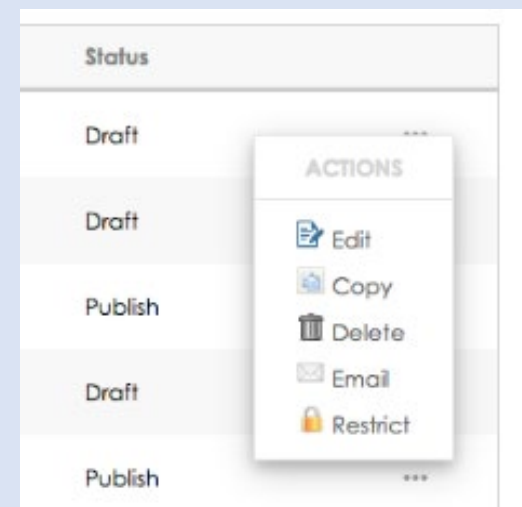 Status
Draft ...
ACTIONS
Draft
Edit
Copy
Publish
Delete
Draft
Email
Restrict
Publish ...